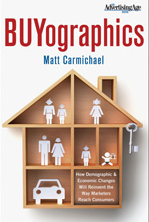 AdvertisingAge
BUYographics
Matt Carmichael
How Demographic &
Economic Changes
Will Reinvent the
Way Marketers
Reach Consumers